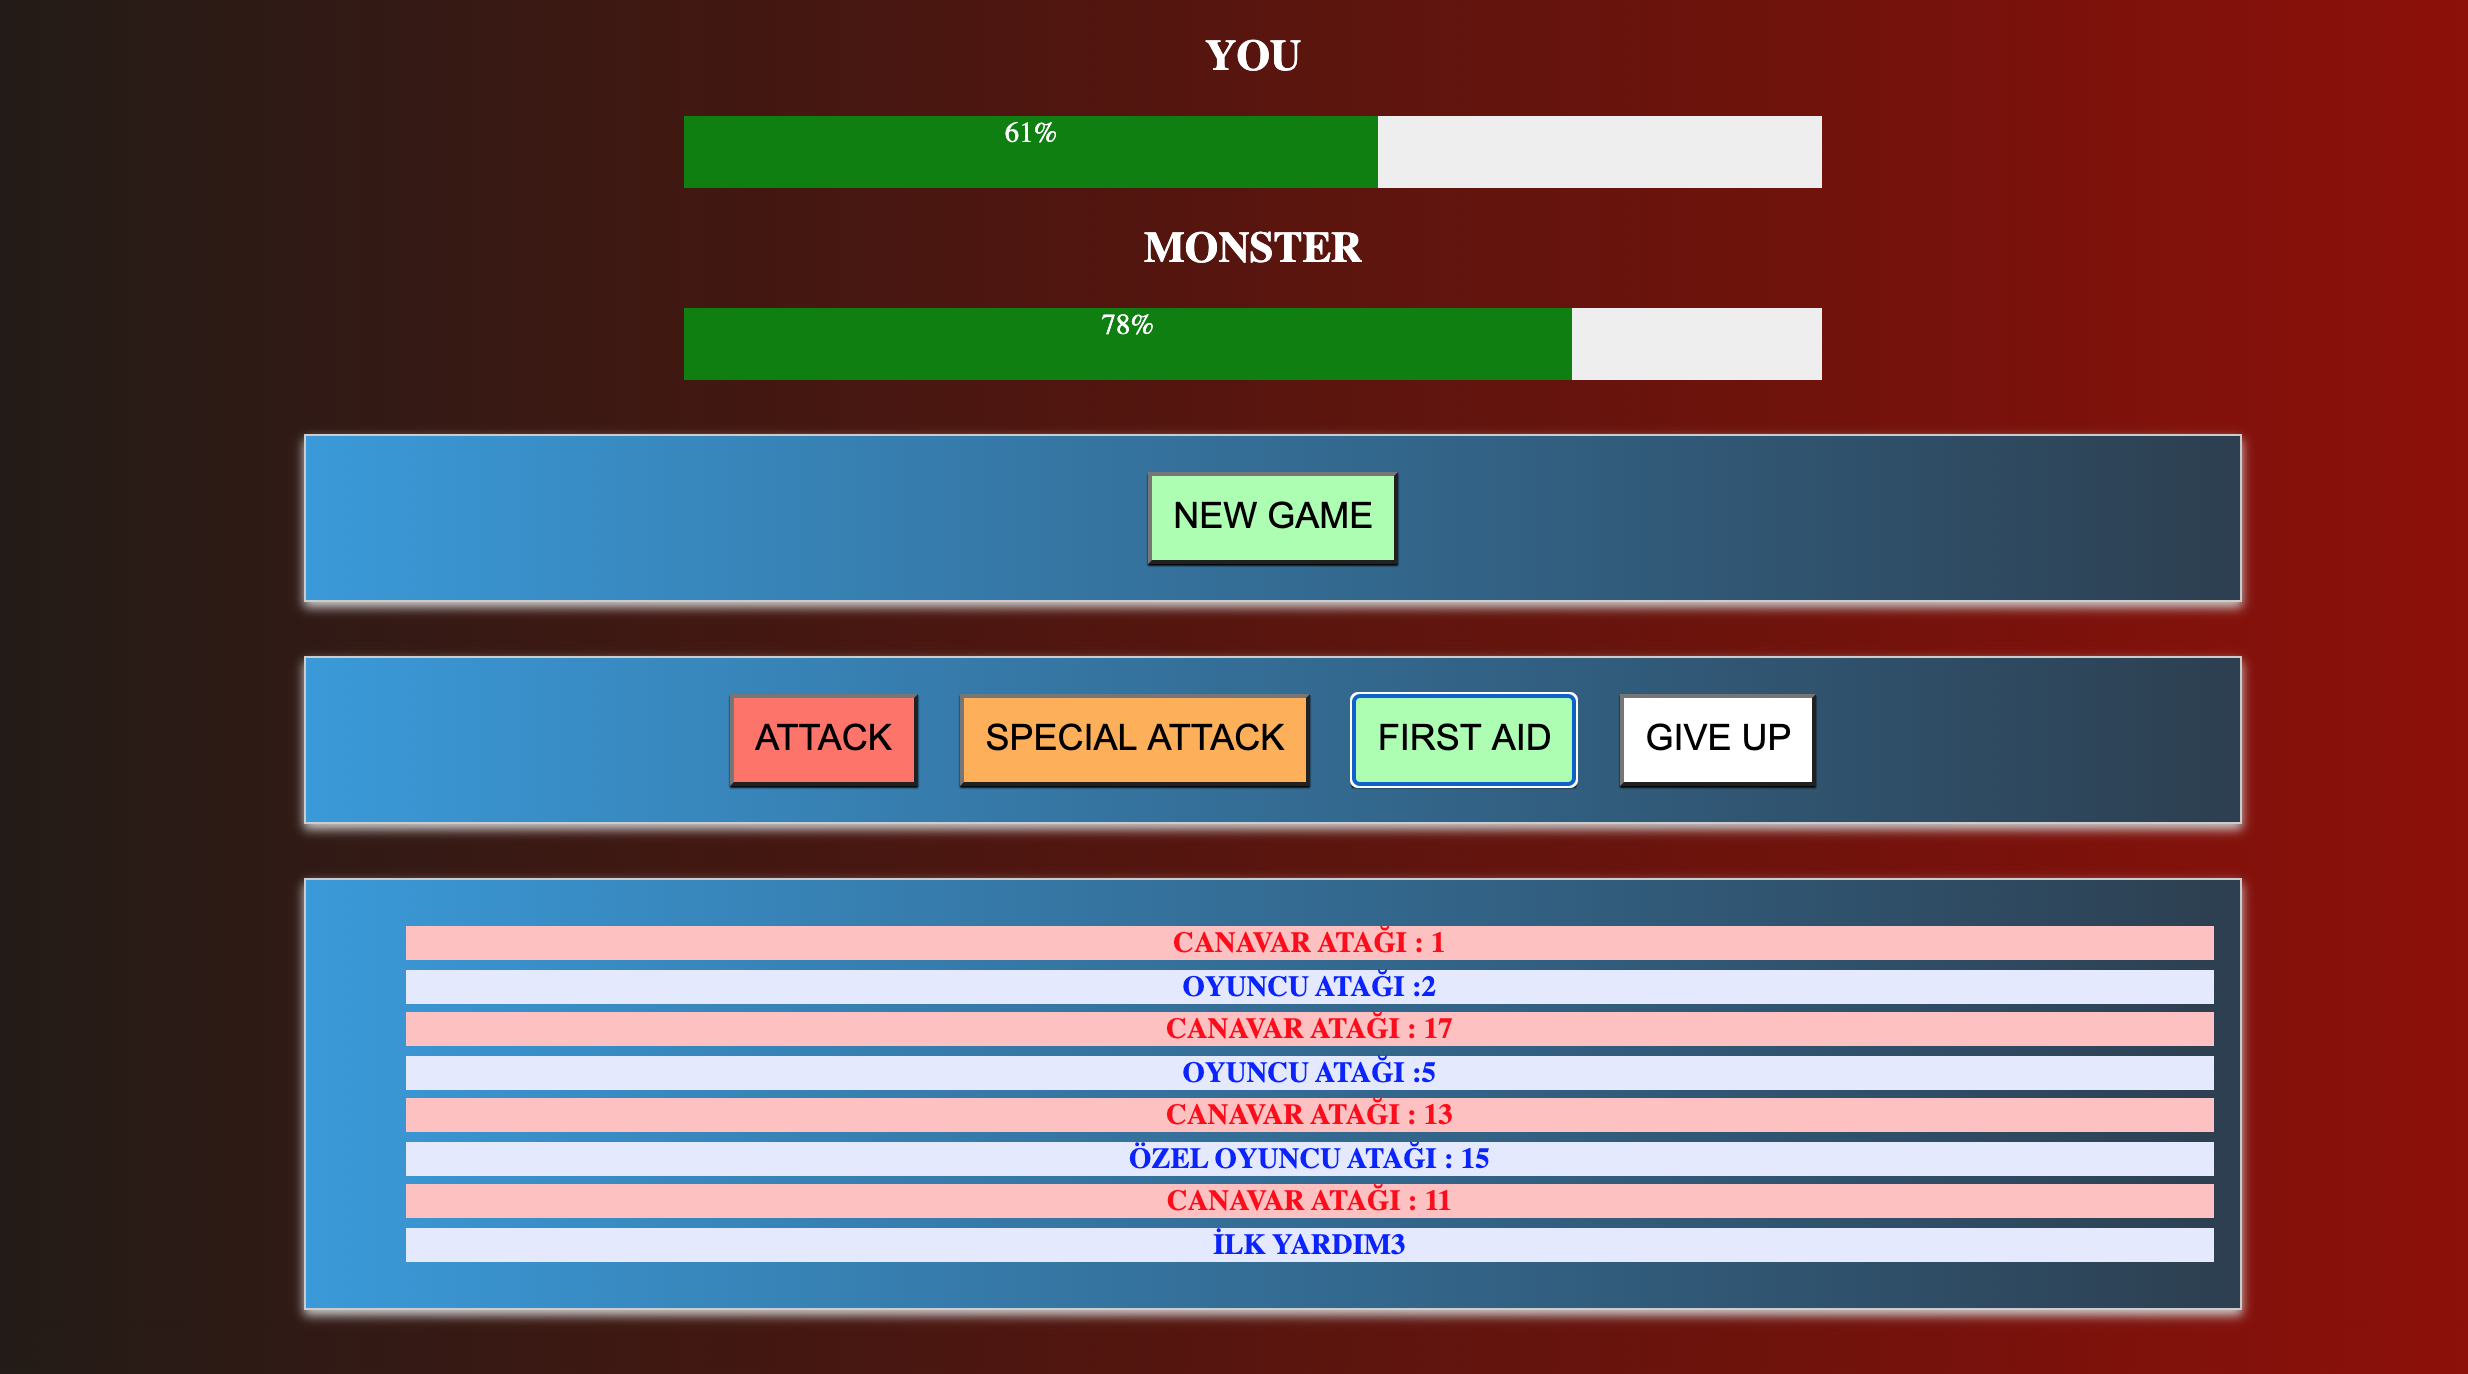 YOU
61%
MONSTER
78%
NEW GAME
ATTACK SPECIAL ATTACK FIRST AID GIVE UP
CANAVAR ATAĞI : 1
OYUNCU ATAĞI :2
CANAVAR ATAĞI : 17
OYUNCU ATAĞI :5
CANAVAR ATAĞI : 13
ÖZEL OYUNCU ATAĞI : 15
CANAVAR ATAĞI : 11
İLK YARDIM3